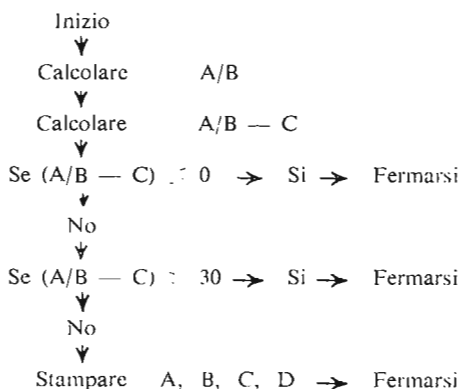 Inizio
Calcolare A/B
Calcolare A/B — C
Se (A/B — C) 0 → Si → Fermarsi
No
Se (A/B — C) 30 → Si → Fermarsi
No
Stampare A, B, C, D → Fermarsi